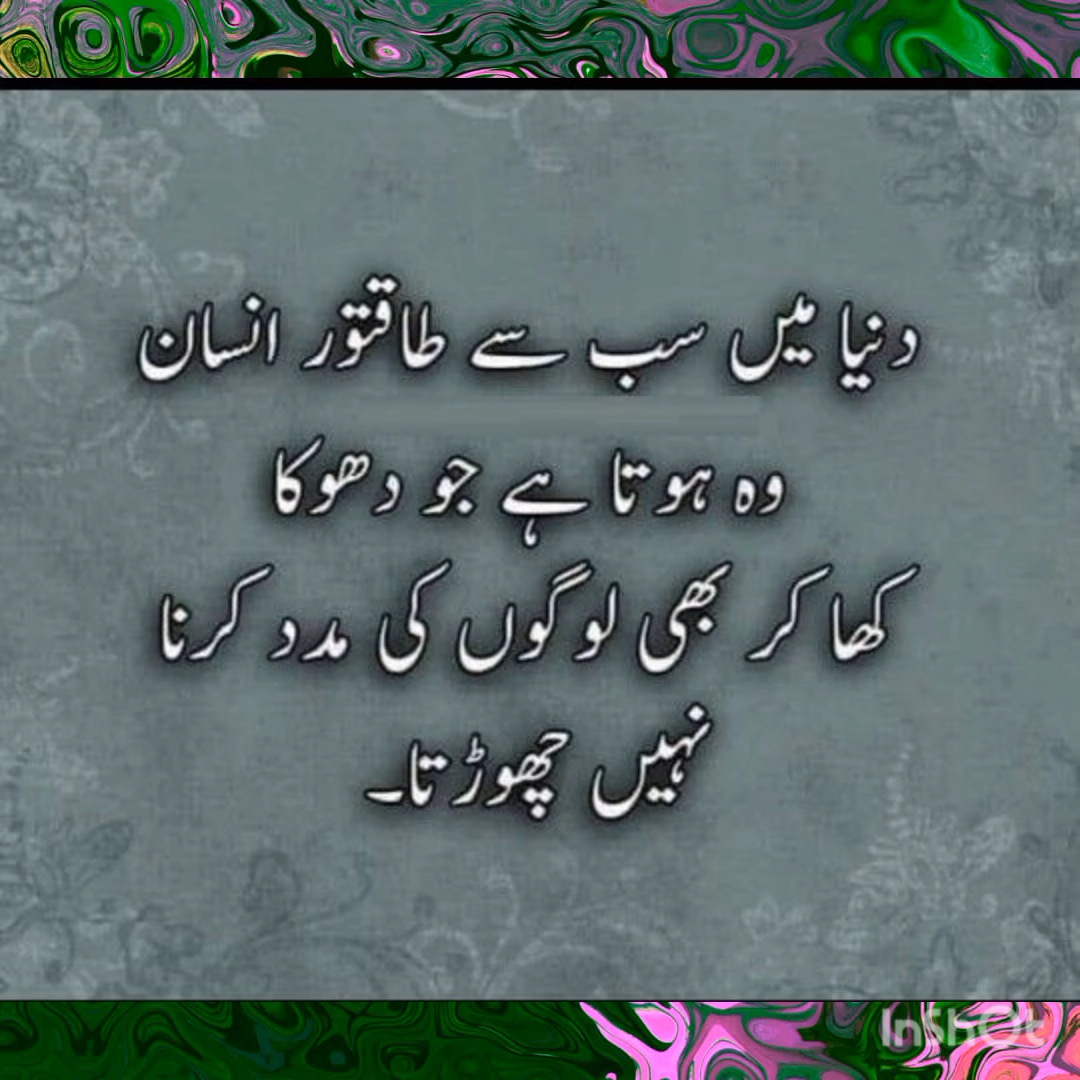 دنیا میں سب سے طاقتور انسان
وہ ہوتا ہے جو دھوکا
کھا کر بھی لوگوں کی مدد کرنا
نہیں چھوڑتا۔
InShOt